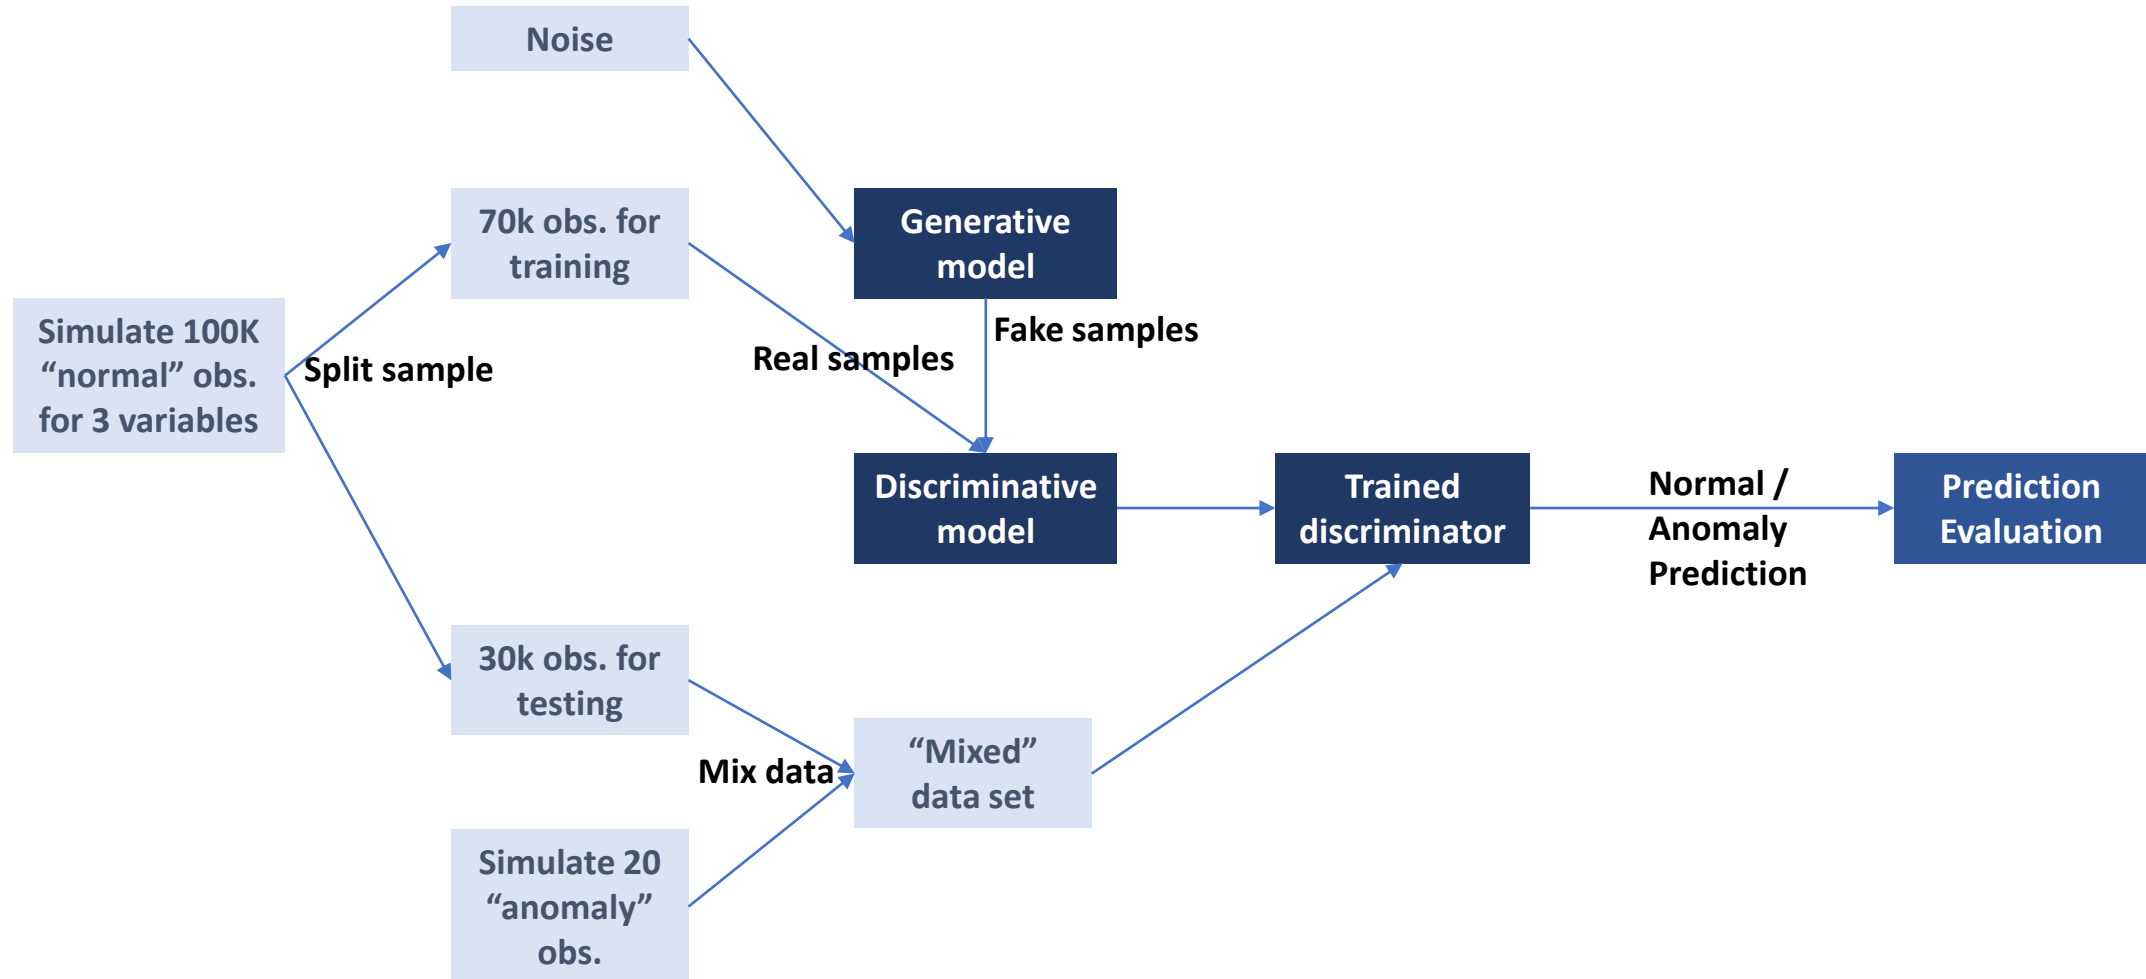 Noise
70k obs. for
training
Generative
model
Simulate 100K
“normal” obs.
for 3 variables
Split sample
Real samples
Fake samples
Discriminative
model
Trained
discriminator
Normal /
Anomaly
Prediction
Prediction
Evaluation
30k obs. for
testing
Mix data
“Mixed”
data set
Simulate 20
“anomaly”
obs.